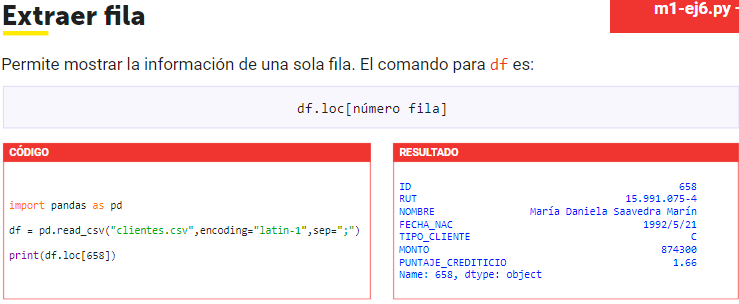 Extraer fila
m1-ej6.py -
Permite mostrar la información de una sola fila. El comando para df es:
df.loc[número fila]
CÓDIGO
import pandas as pd
df = pd.read_csv("clientes.csv",encoding="latin-1",sep=";")
print(df.loc[658])
RESULTADO
ID 658
RUT 15.991.075-4
NOMBRE María Daniela Saavedra Marín
FECHA_NAC 1992/5/21
TIPO_CLIENTE C
MONTO 874300
PUNTAJE_CREDITICIO 1.66
Name: 658, dtype: object